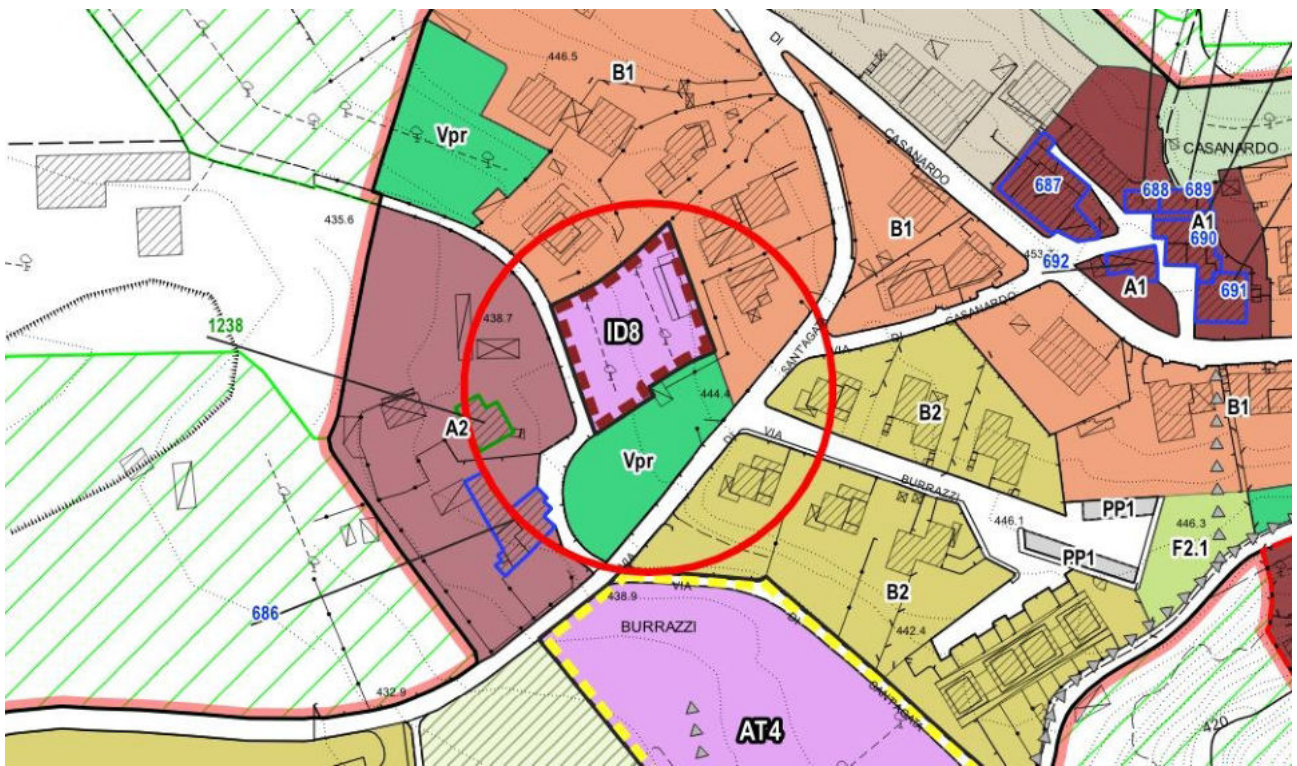 446.5
B1
DI
Vpr
CASANARDO
CASANARDO
687
688
689
A1
690
435.6
B1
453.
692
A1
691
1238
438.7
ID8
SANT'AGATA
CASANARDO
DI
VIA
444.4
B2
B1
A2
Vpr
DI
VIA
BURRAZZI
446.1
PP1
446.3
F2.1
PP1
VIA
B2
686
438.9
VIA
DI
BURRAZZI
442.4
SANT'AGATA
432.9
AT4
420